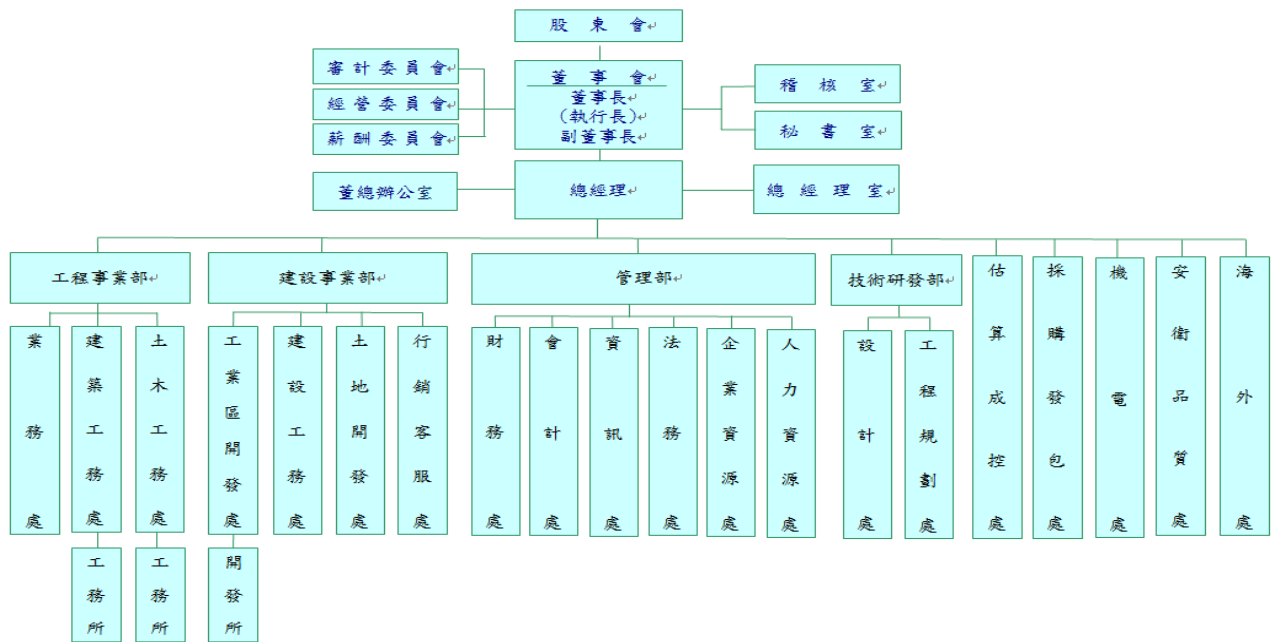 股東會
審計委員會
經營委員會
薪酬委員會
董事會
董事長
(執行長)
副董事長
稽核室
秘書室
董總辦公室
總經理
總經理室
工程事業部
建設事業部
管理部
技術研發部
估算成控處
採購發包處
機電處
安衛品質處
海外處
業務處
建築工務處
土木工務處
工業區開發處
建設工務處
土地開發處
行銷客服處
財務處
會計處
資訊處
法務處
企業資源處
人力資源處
設計處
工程規劃處
工務所
工務所
開發所